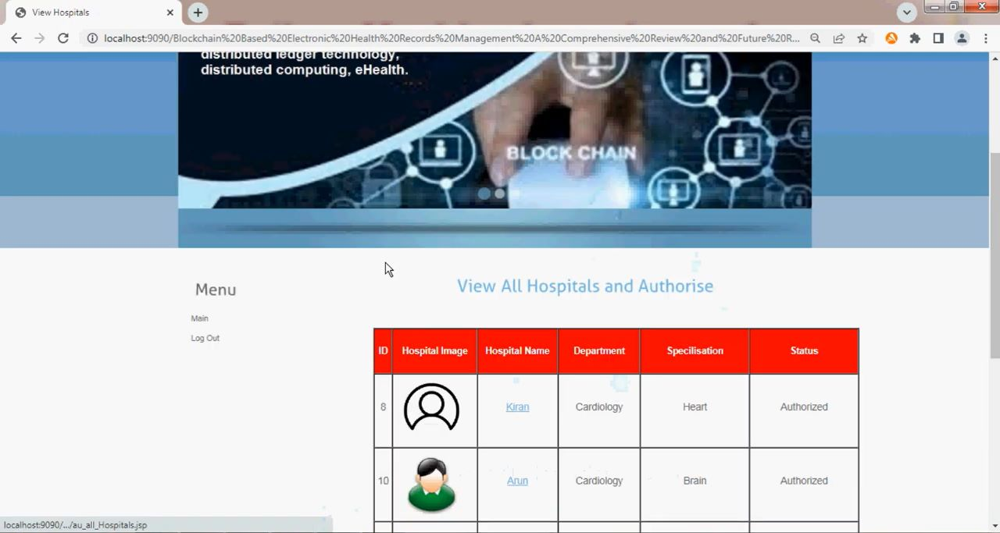 View Hospitals
localhost:9090/Blockchain%20Based%20Electronic%20Health%20Records%20Management%20A%20Comprehensive%20Review%20and%20Future%20R...
distributed ledger technology,
distributed computing, eHealth.
BLOCK CHAIN
Menu
View All Hospitals and Authorise
Main
Log Out
ID Hospital Image Hospital Name Department Specilisation Status
8 Kiran Cardiology Heart Authorized
10 Arun Cardiology Brain Authorized
localhost:9090/.../au_all_Hospitals.jsp